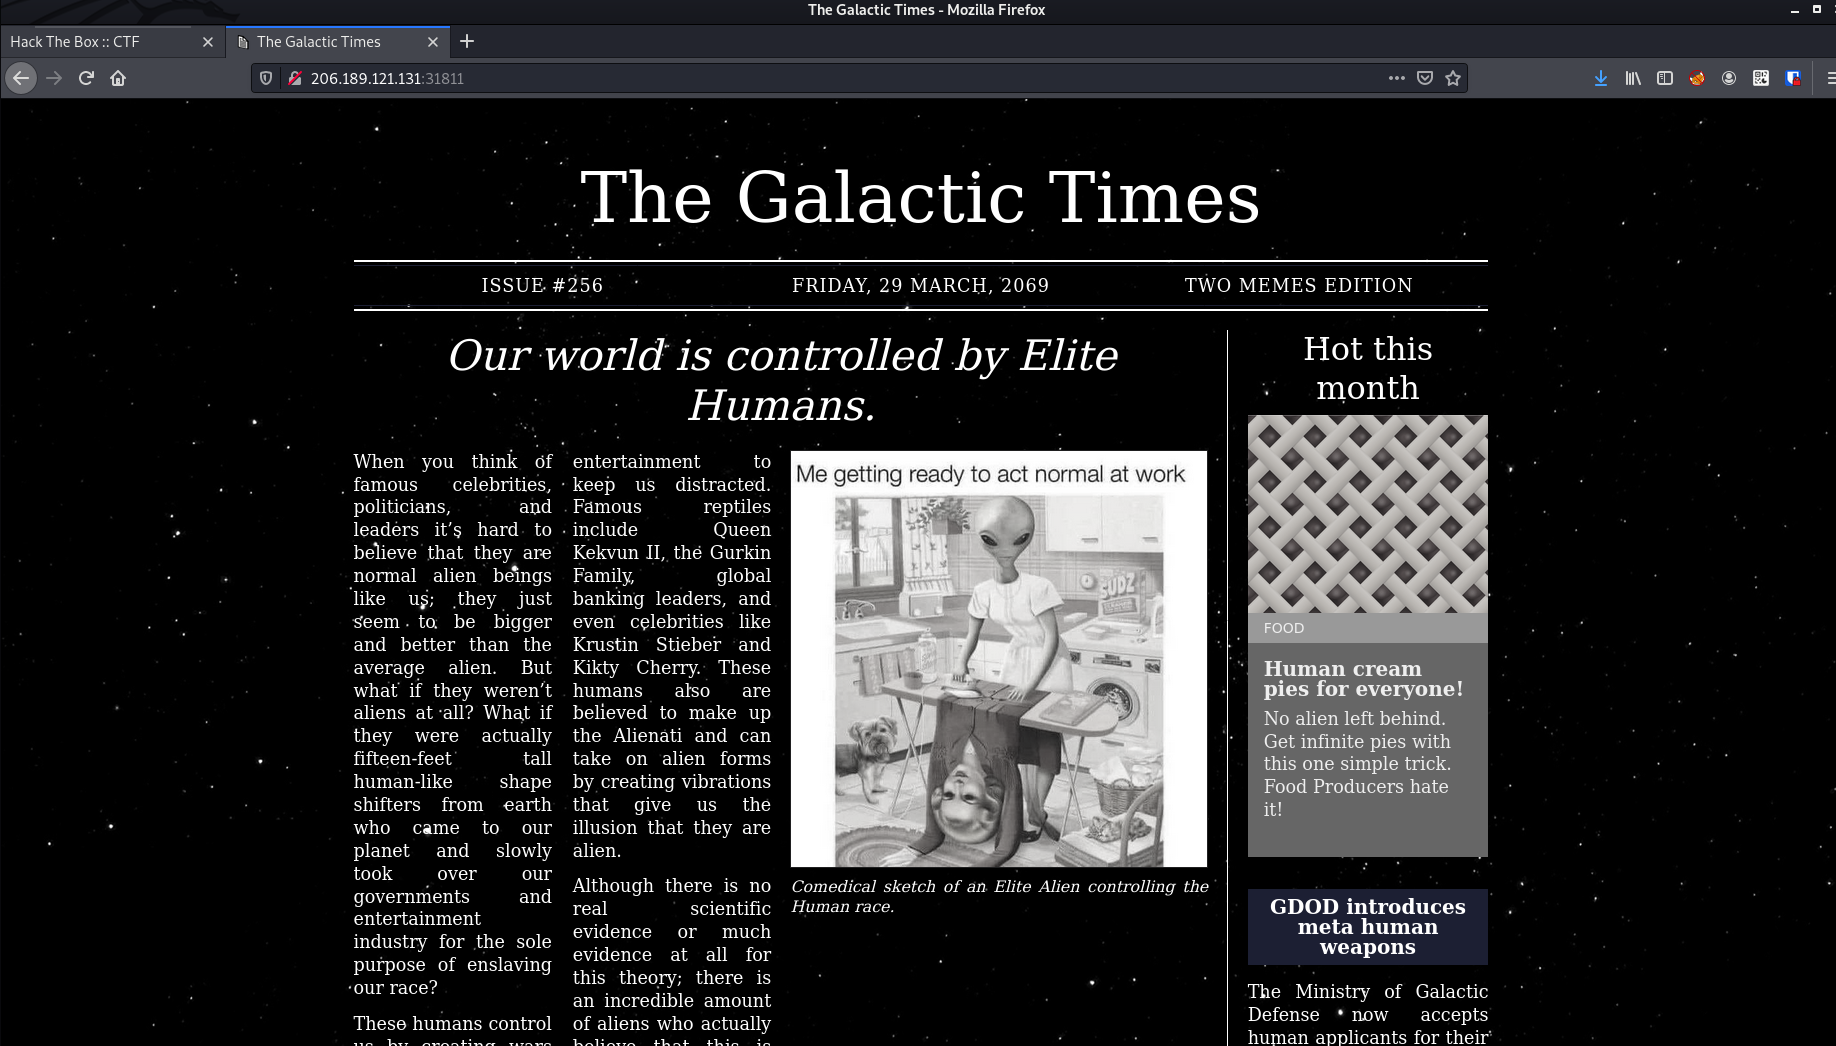 The Galactic Times - Mozilla Firefox
Hack The Box :: CTF
The Galactic Times
206.189.121.131:31811
The Galactic Times
ISSUE #256
FRIDAY, 29 MARCH, 2069
TWO MEMES EDITION
Our world is controlled by Elite
Humans.
When you think of
famous celebrities,
politicians, and
leaders it’s hard to
believe that they are
normal alien beings
like us; they just
seem to be bigger
and better than the
average alien. But
what if they weren’t
aliens at all? What if
they were actually
fifteen-feet tall
human-like shape
shifters from earth
who came to our
planet and slowly
took over our
governments and
entertainment
industry for the sole
purpose of enslaving
our race?
These humans control
us by creating wars
entertainment to
keep us distracted.
Famous reptiles
include Queen
Kekvun II, the Gurkin
Family, global
banking leaders, and
even celebrities like
Krustin Stieber and
Kikty Cherry. These
humans also are
believed to make up
the Alienati and can
take on alien forms
by creating vibrations
that give us the
illusion that they are
alien.
Although there is no
real scientific
evidence or much
evidence at all for
this theory; there is
an incredible amount
of aliens who actually
believe that this is
Me getting ready to act normal at work
SUDZ
Comedical sketch of an Elite Alien controlling the
Human race.
Hot this
month
FOOD
Human cream
pies for everyone!
No alien left behind.
Get infinite pies with
this one simple trick.
Food Producers hate
it!
GDOD introduces
meta human
weapons
The Ministry of Galactic
Defense now accepts
human applicants for their